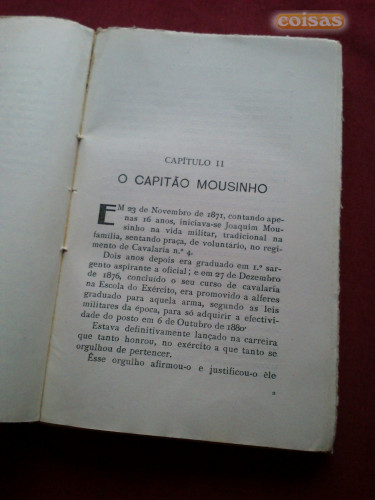 coisas
CAPÍTULO II
O CAPITÃO MOUSINHO
EM 23 de Novembro de 1871, contando ape-
nas 16 anos, iniciava-se Joaquim Mou-
sinho na vida militar, tradicional na
família, sentando praça, de voluntário, no regi-
mento de Cavalaria n.º 4.
Dois anos depois era graduado em 1.º sar-
gento aspirante a oficial; e em 27 de Dezembro
de 1876, concluído o seu curso de cavalaria
na Escola do Exército, era promovido a alferes
graduado para aquela arma, segundo as leis
militares da época, para só adquirir a efectivi-
dade do posto em 6 de Outubro de 1880.
Estava definitivamente lançado na carreira
que tanto honrou, no exército a que tanto se
orgulhou de pertencer.
Êsse orgulho afirmou-o e justificou-o êle